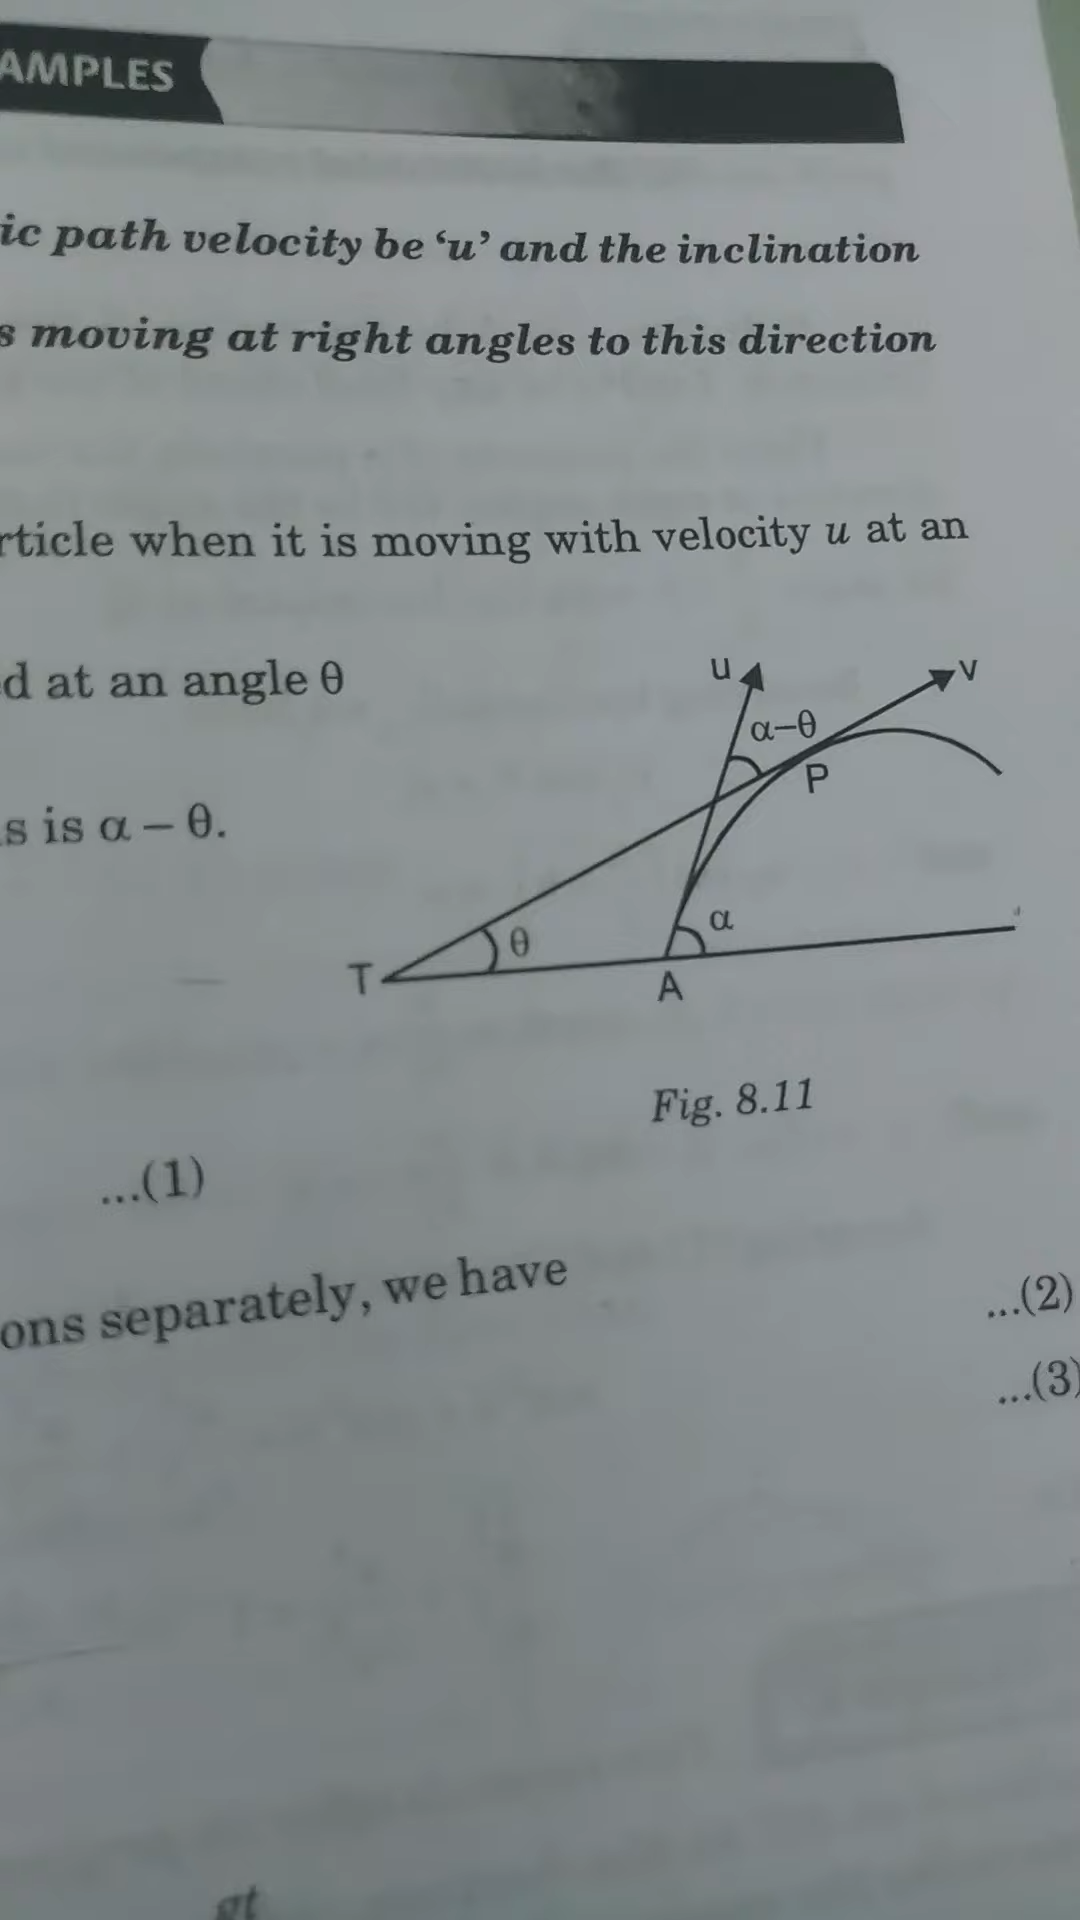 AMPLES
ic path velocity be ‘u’ and the inclination
s moving at right angles to this direction
rticle when it is moving with velocity u at an
d at an angle θ
s is α – θ.
u
v
α–θ
P
α
θ
T
A
Fig. 8.11
...(1)
ons separately, we have
...(2)
...(3)
gt